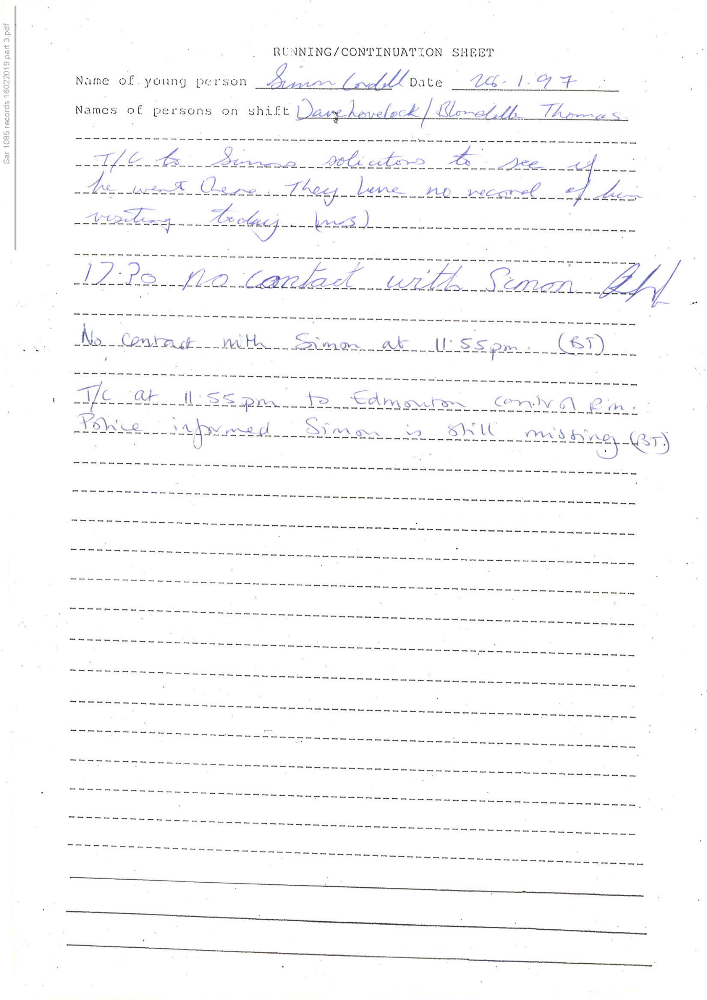 Sar 1085 records 16022019.part 3.pdf
RUNNING/CONTINUATION SHEET
Name of young person Simon Cordell Date 28.1.97
Names of persons on shift Dave Lovelock/Blondelle Thomas
T/C to Simons solicitors to see if
he went there. They have no record of him
visiting today.
17.30 no contact with Simon
No contact with Simon at 11.55pm. (BT)
T/C at 11.55pm to Edmonton control Rm.
Police informed Simon is still missing (BT)